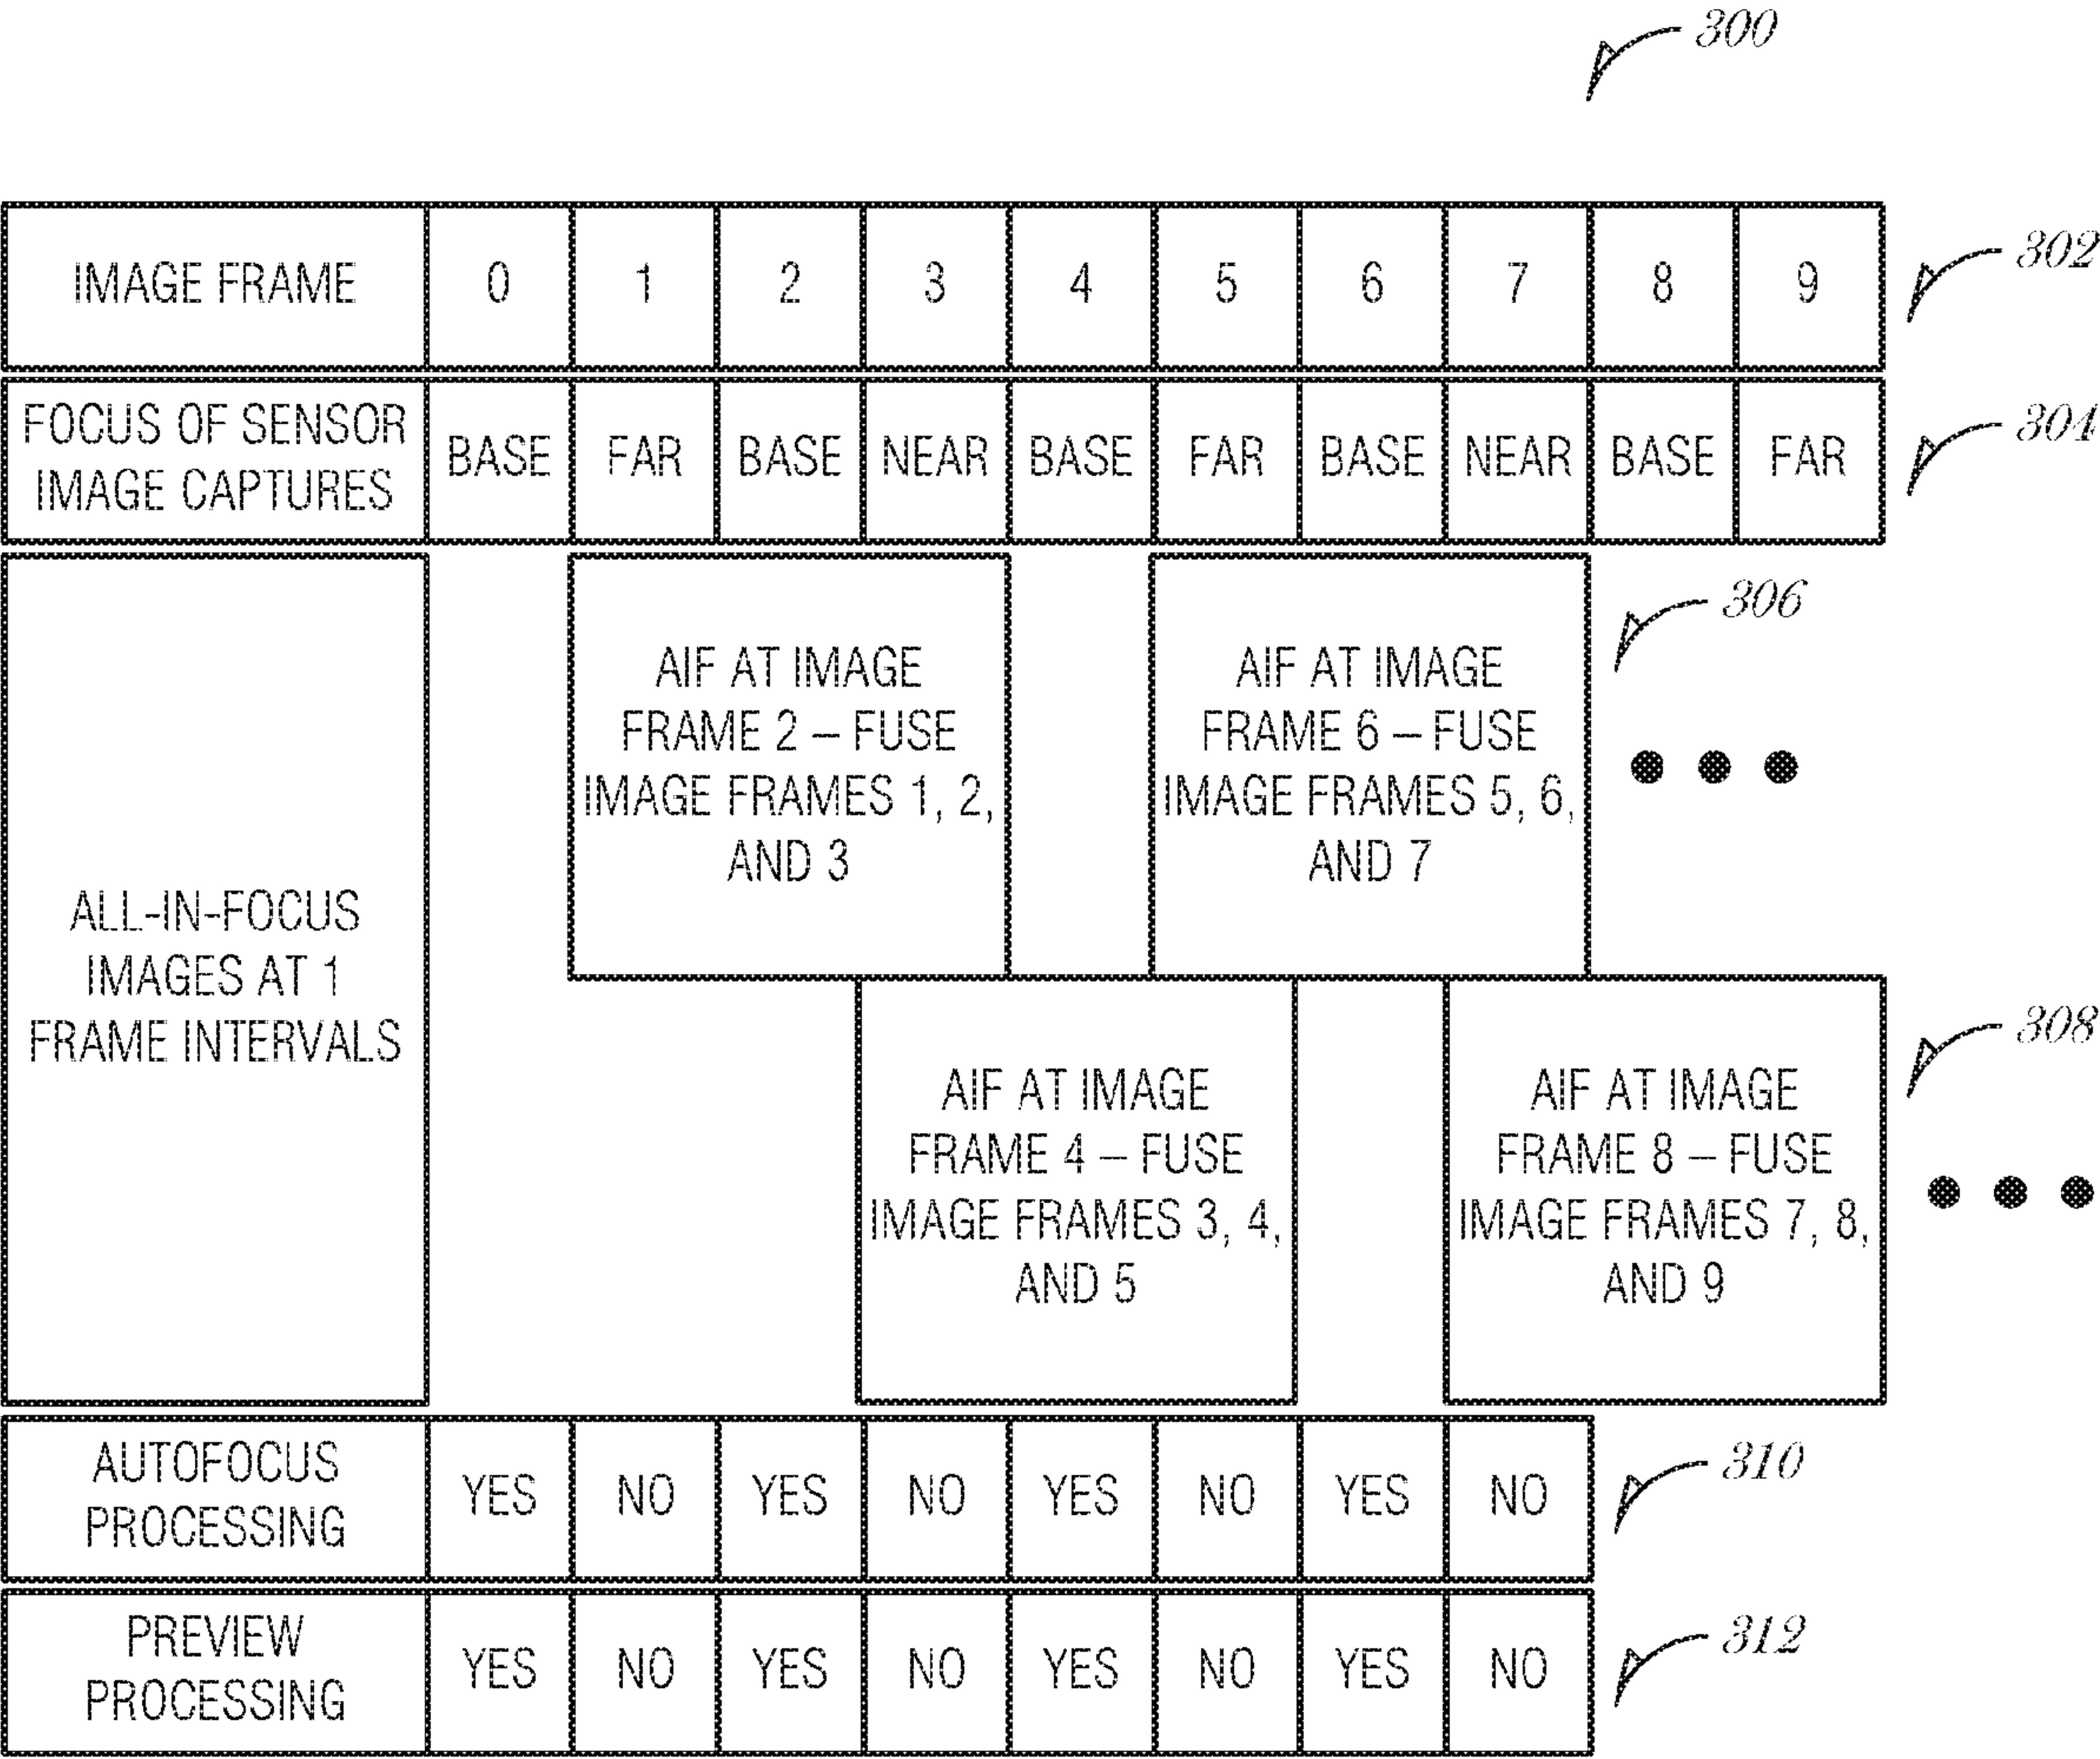 300
IMAGE FRAME 0 1 2 3 4 5 6 7 8 9 302
FOCUS OF SENSOR
IMAGE CAPTURES
BASE FAR BASE NEAR BASE FAR BASE NEAR BASE FAR 304
ALL-IN-FOCUS
IMAGES AT 1
FRAME INTERVALS
AIF AT IMAGE
FRAME 2 – FUSE
IMAGE FRAMES 1, 2,
AND 3
AIF AT IMAGE
FRAME 6 – FUSE
IMAGE FRAMES 5, 6,
AND 7
306
AIF AT IMAGE
FRAME 4 – FUSE
IMAGE FRAMES 3, 4,
AND 5
AIF AT IMAGE
FRAME 8 – FUSE
IMAGE FRAMES 7, 8,
AND 9
308
AUTOFOCUS
PROCESSING
YES NO YES NO YES NO YES NO 310
PREVIEW
PROCESSING
YES NO YES NO YES NO YES NO 312